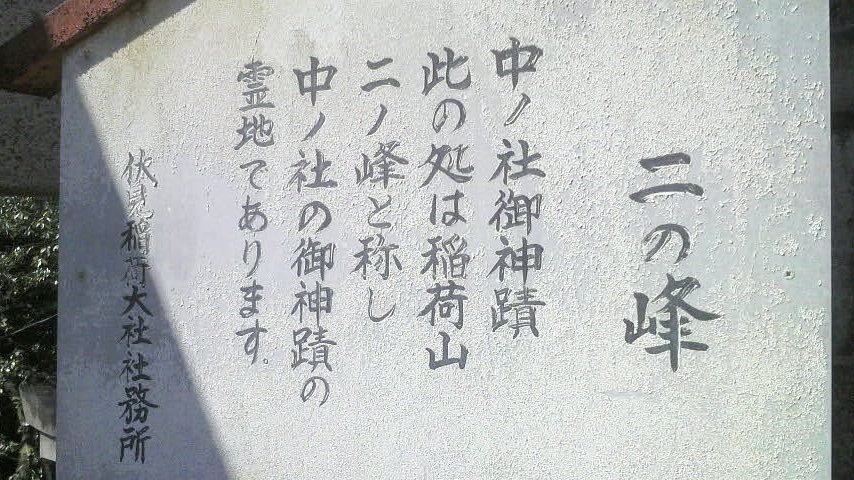 二の峰
中ノ社御神蹟
此の処は稲荷山
二ノ峰と称し
中ノ社の御神蹟の
霊地であります。
伏見稲荷大社社務所